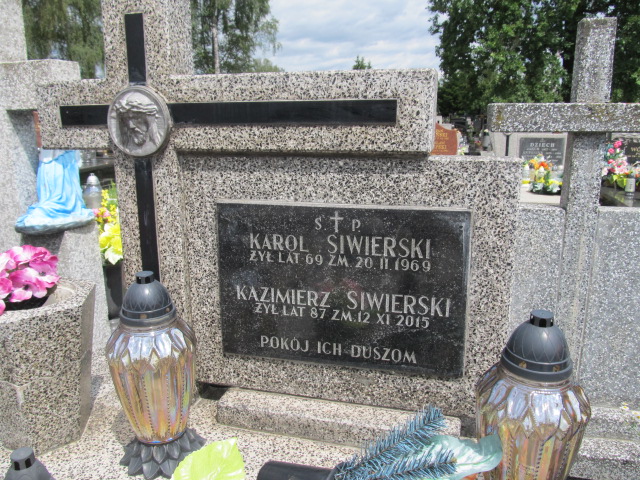 S P
KAROL SIWIERSKI
ŻYŁ LAT 69 ZM. 20 II 1969
KAZIMIERZ SIWIERSKI
ŻYŁ LAT 87 ZM. 12 XI 2015
POKÓJ ICH DUSZOM
DZIECH